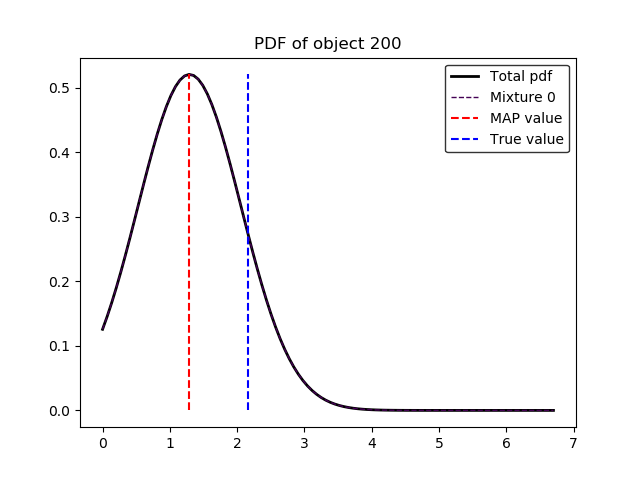 PDF of object 200
Total pdf
Mixture 0
MAP value
True value
0.5
0.4
0.3
0.2
0.1
0.0
0 1 2 3 4 5 6 7